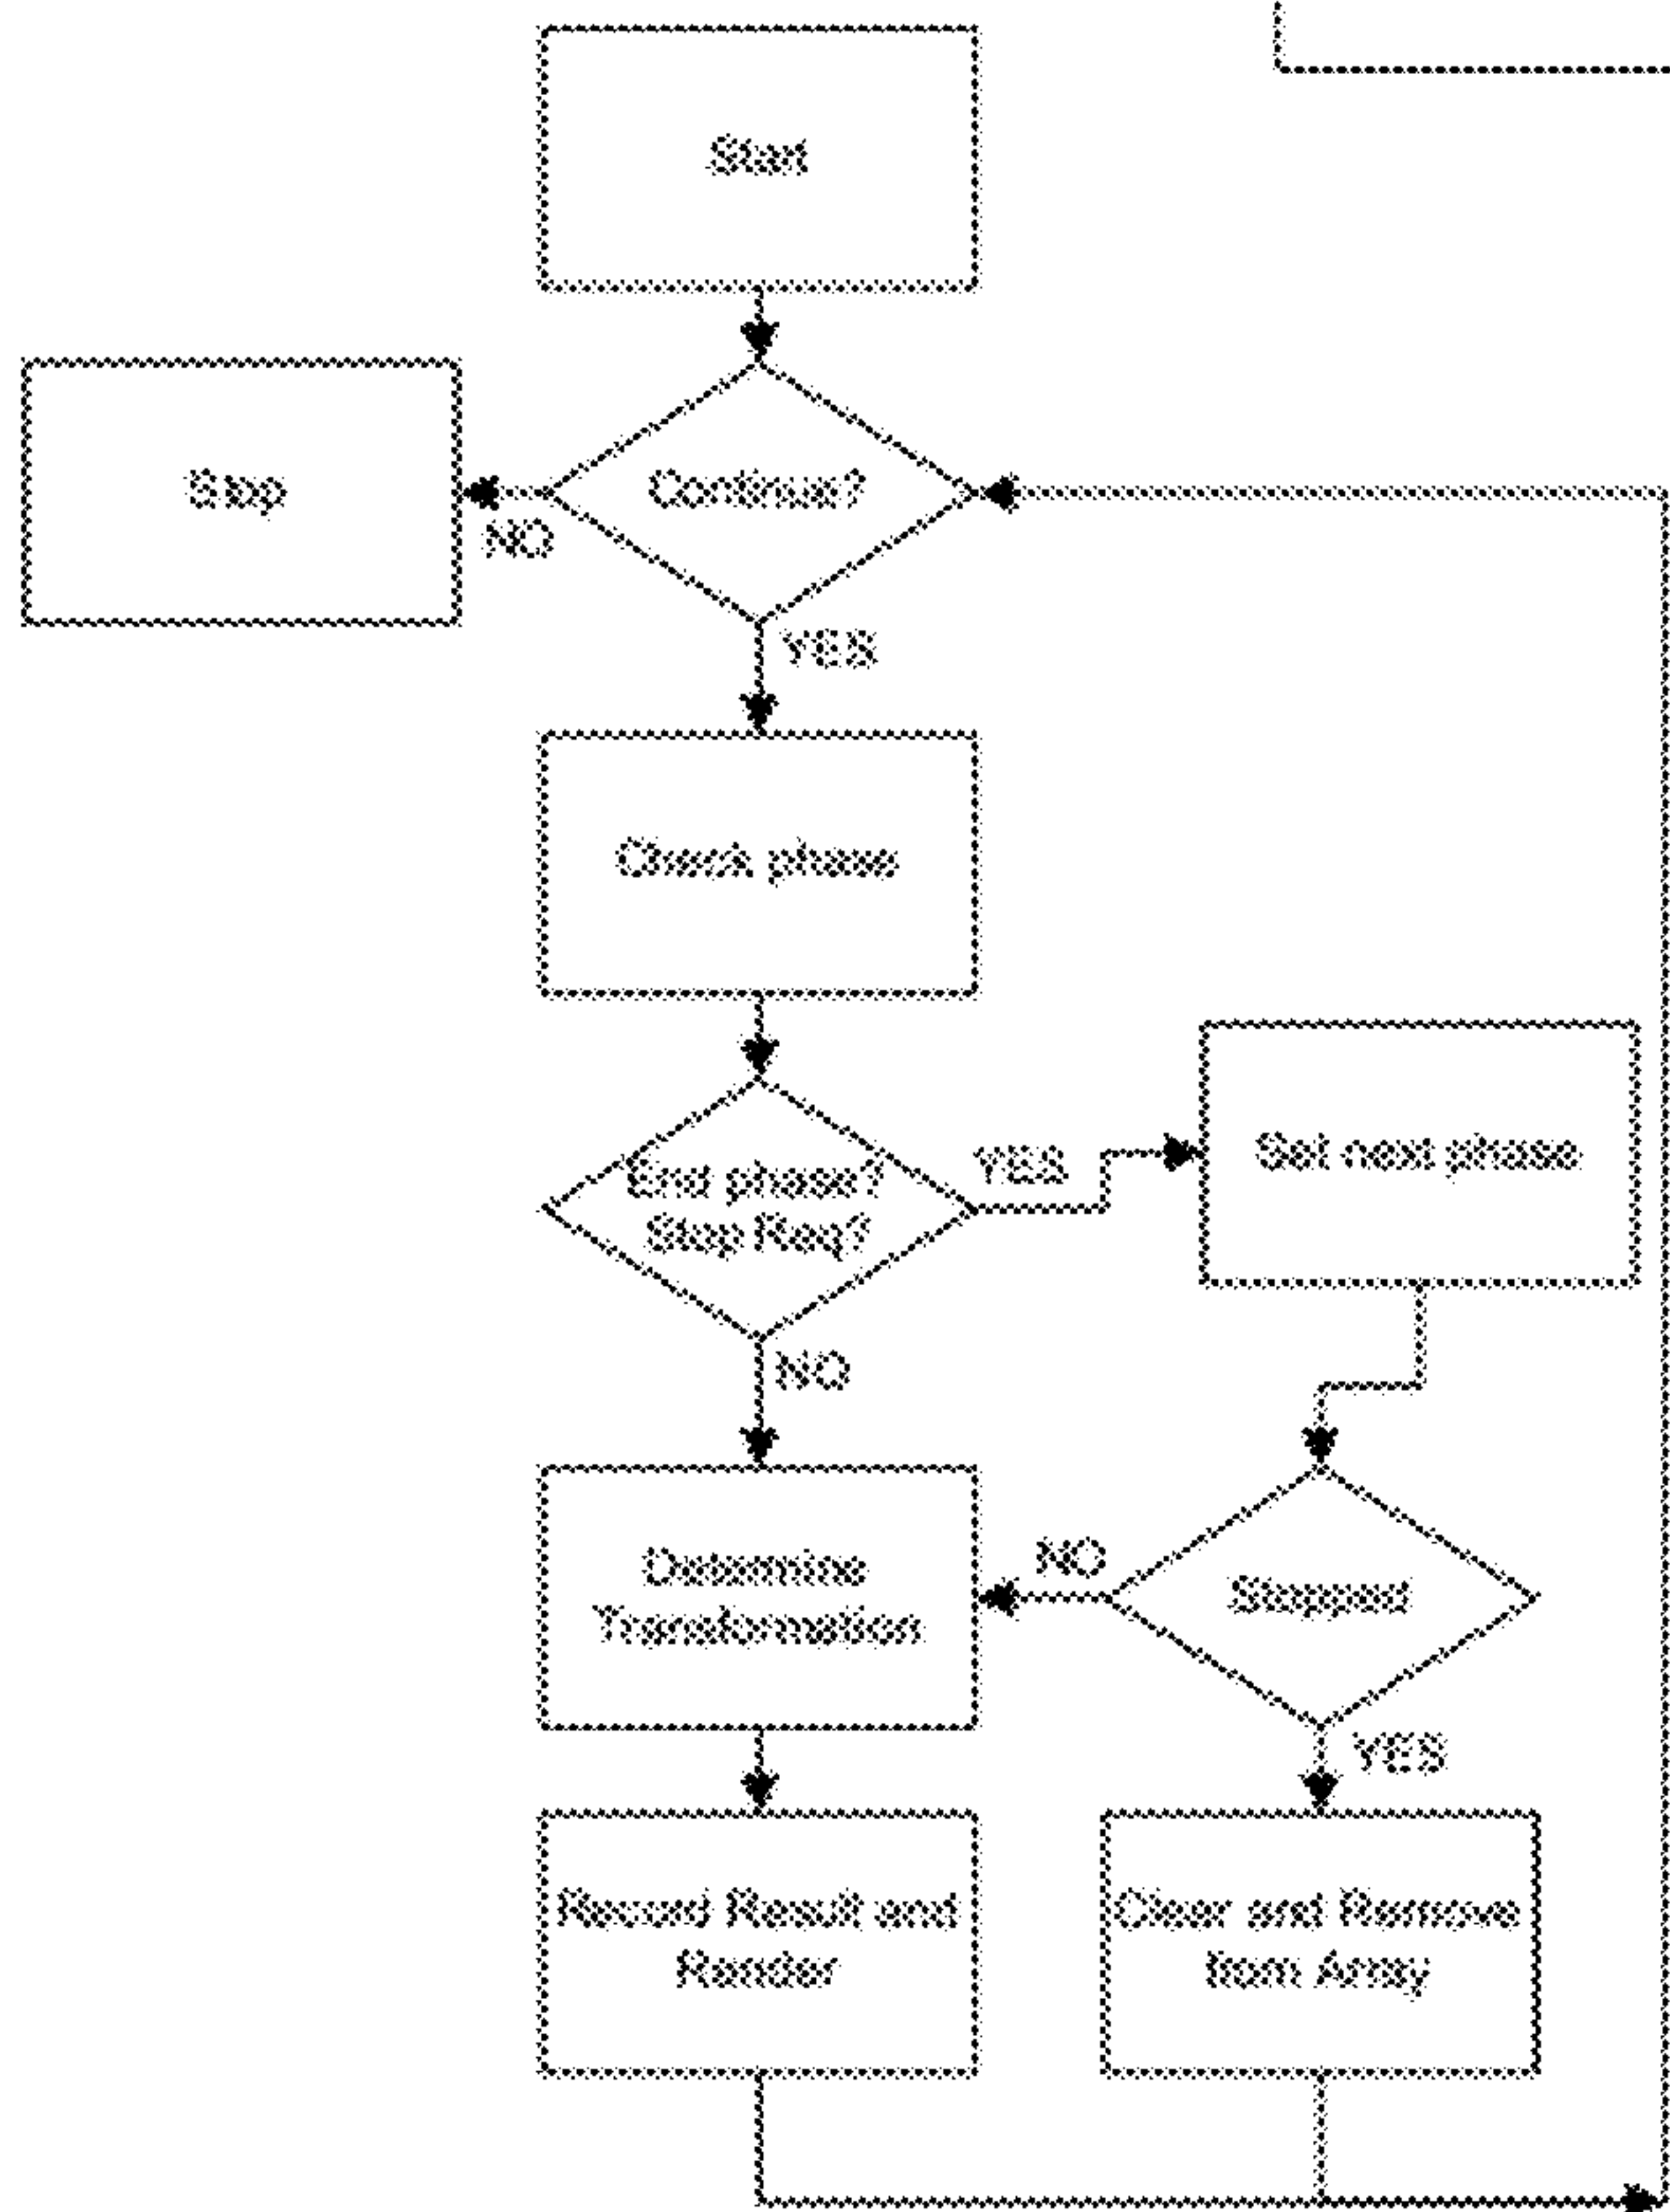 Start
Stop
Continue?
NO
YES
Check phase
End phase?
Stop Req?
YES
Set next phase
NO
Determine
Transformation
NO
Stopped
YES
Record Result and
Render
Clear and Remove
from Array